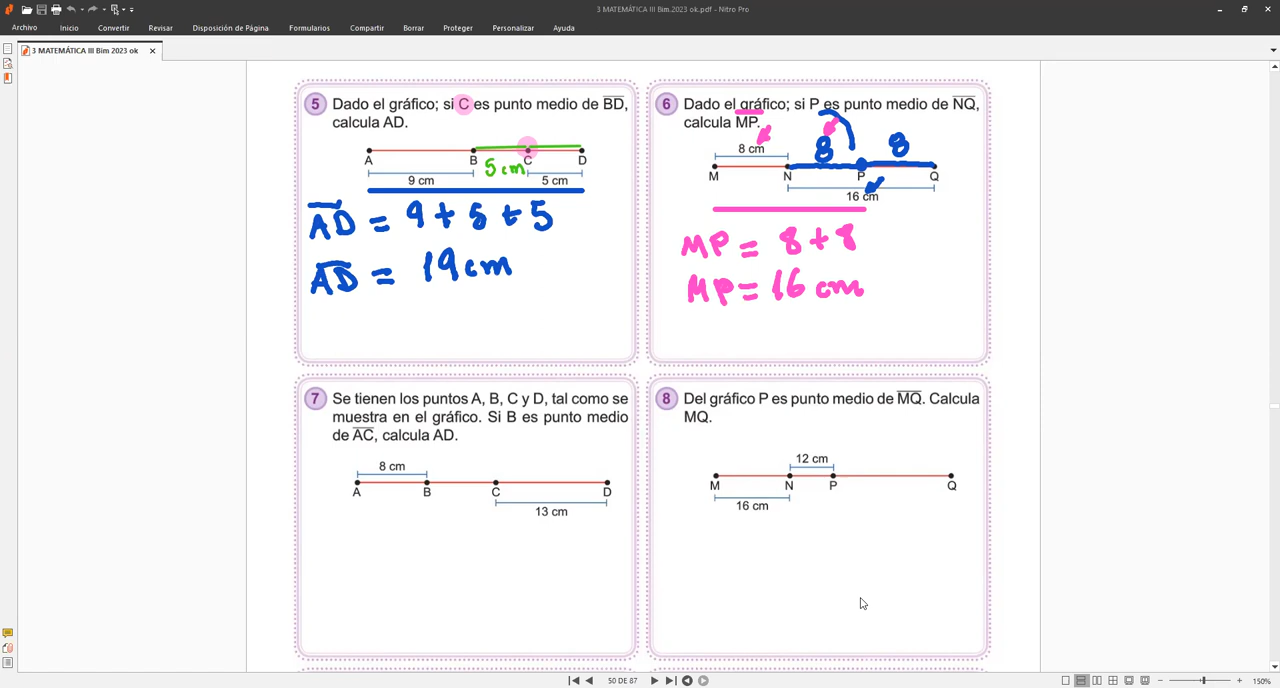 3 MATEMÁTICA III Bim.2023 ok.pdf - Nitro Pro
Archivo Inicio Convertir Revisar Disposición de Página Formularios Compartir Borrar Proteger Personalizar Ayuda
3 MATEMÁTICA III Bim 2023 ok
5 Dado el gráfico; si C es punto medio de BD,
calcula AD.
A B C D
5 cm
9 cm 5 cm
AD = 9 + 5 + 5
AD = 19 cm
6 Dado el gráfico; si P es punto medio de NQ,
calcula MP.
8 cm 8 8
M N P Q
16 cm
MP = 8 + 8
MP = 16 cm
7 Se tienen los puntos A, B, C y D, tal como se
muestra en el gráfico. Si B es punto medio
de AC, calcula AD.
8 cm
A B C D
13 cm
8 Del gráfico P es punto medio de MQ. Calcula
MQ.
12 cm
M N P Q
16 cm
50 DE 87
150%